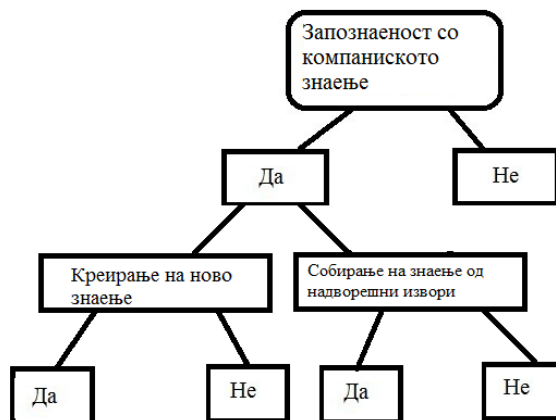 Запознаеност со
компаниското
знаење
Да
Не
Креирање на ново
знаење
Собирање на знаење од
надворешни извори
Да
Не
Да
Не